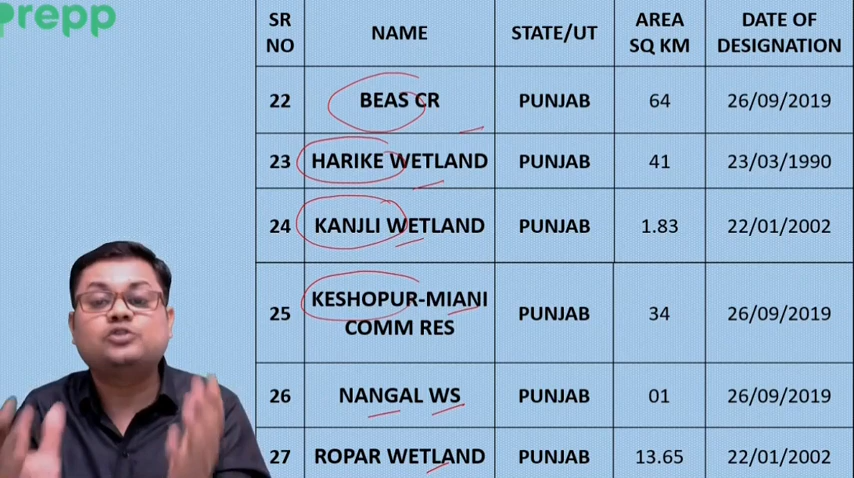 Prepp
SR NO | NAME | STATE/UT | AREA SQ KM | DATE OF DESIGNATION
22 | BEAS CR | PUNJAB | 64 | 26/09/2019
23 | HARIKE WETLAND | PUNJAB | 41 | 23/03/1990
24 | KANJLI WETLAND | PUNJAB | 1.83 | 22/01/2002
25 | KESHOPUR-MIANI COMM RES | PUNJAB | 34 | 26/09/2019
26 | NANGAL WS | PUNJAB | 01 | 26/09/2019
27 | ROPAR WETLAND | PUNJAB | 13.65 | 22/01/2002